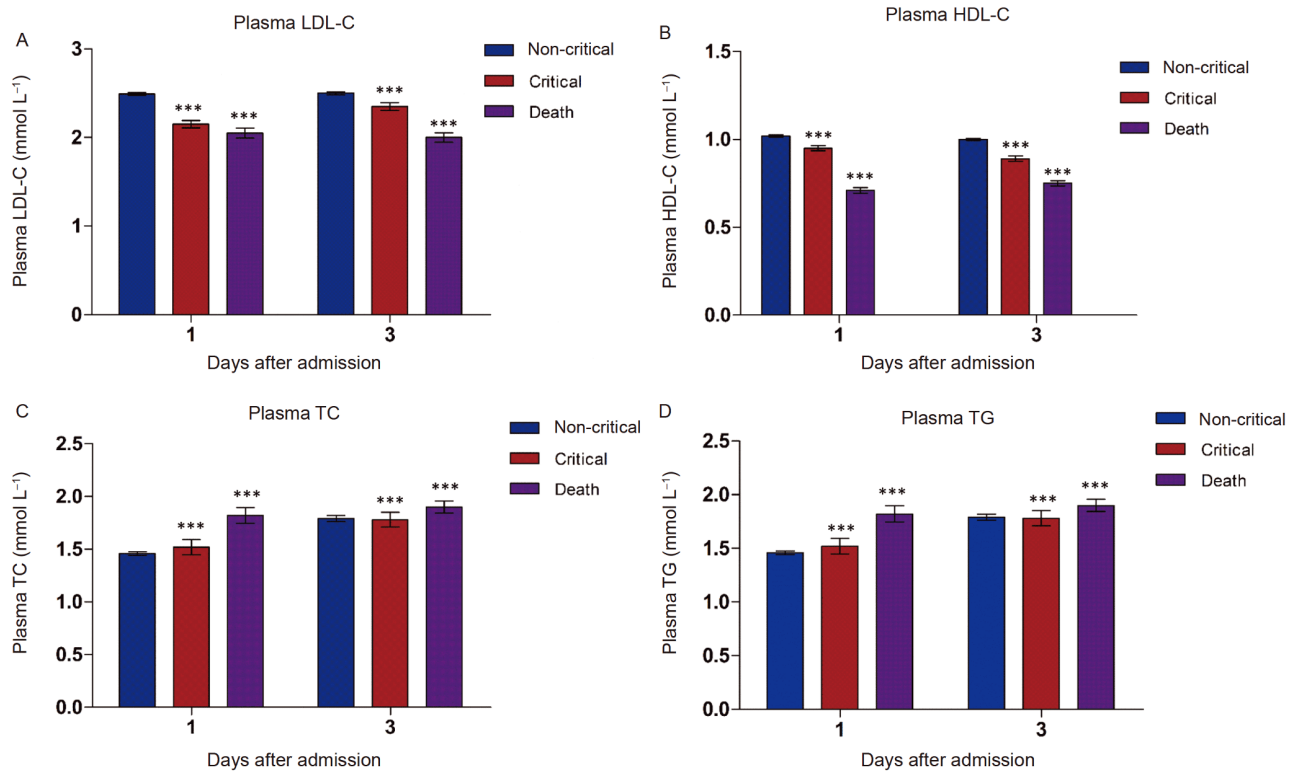 A
Plasma LDL-C
Plasma LDL-C (mmol L⁻¹)
3
2
1
0
***
***
***
***
1
3
Days after admission
Non-critical
Critical
Death
B
Plasma HDL-C
Plasma HDL-C (mmol L⁻¹)
1.5
1.0
0.5
0.0
***
***
***
***
1
3
Days after admission
Non-critical
Critical
Death
C
Plasma TC
Plasma TC (mmol L⁻¹)
2.5
2.0
1.5
1.0
0.5
0.0
***
***
***
***
1
3
Days after admission
Non-critical
Critical
Death
D
Plasma TG
Plasma TG (mmol L⁻¹)
2.5
2.0
1.5
1.0
0.5
0.0
***
***
***
***
1
3
Days after admission
Non-critical
Critical
Death